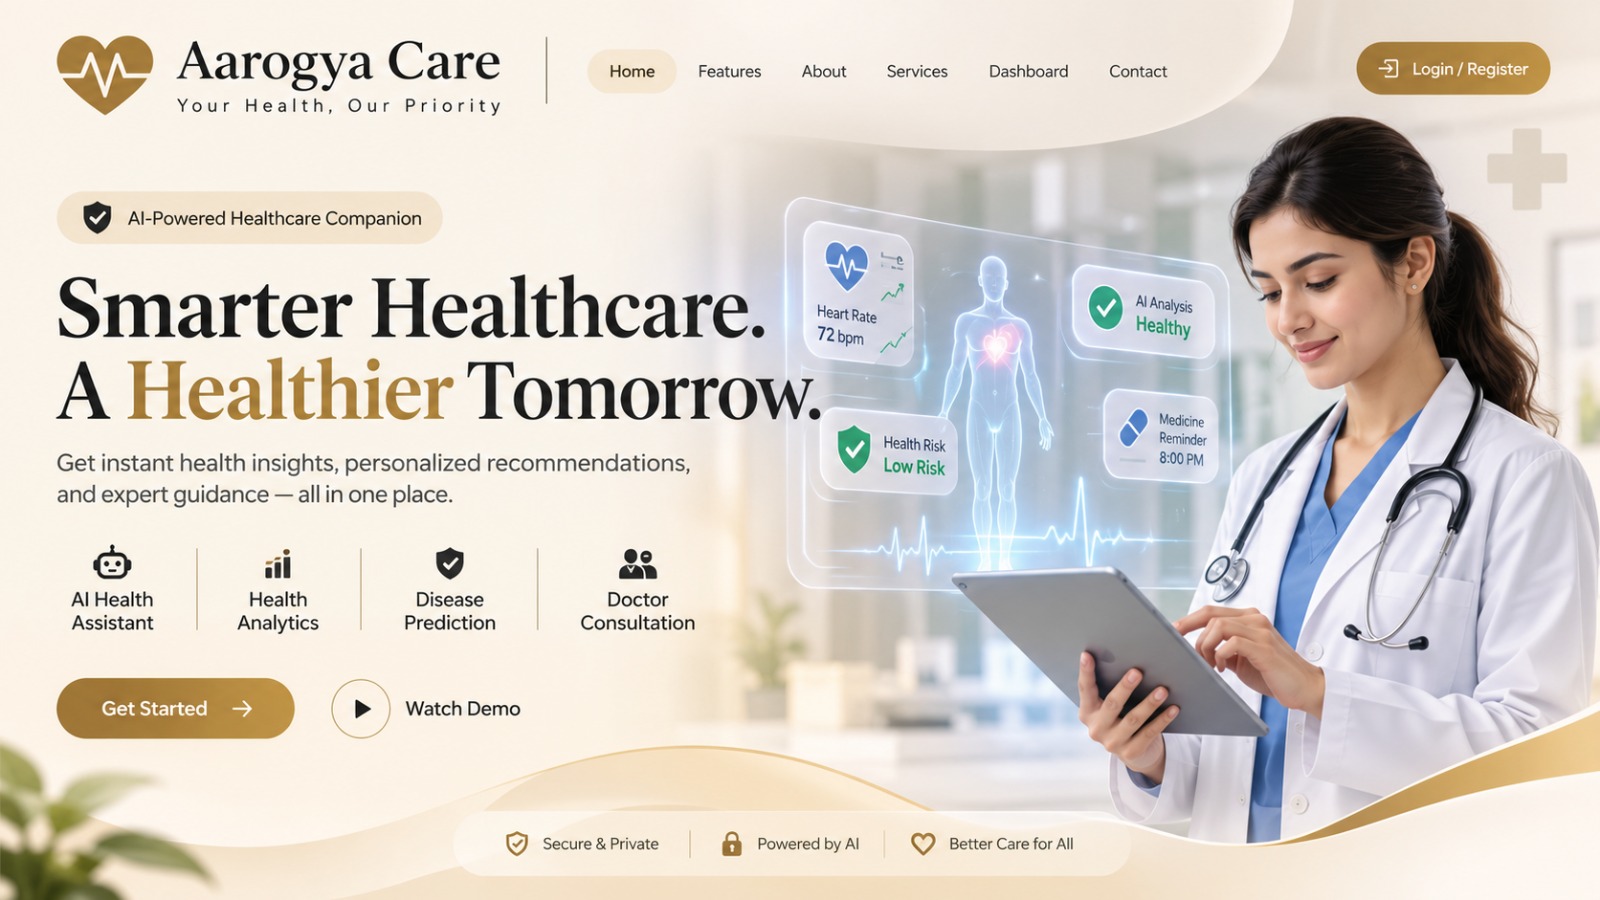 Aarogya Care
Your Health, Our Priority
Home
Features
About
Services
Dashboard
Contact
Login / Register
AI-Powered Healthcare Companion
Smarter Healthcare.
A Healthier Tomorrow.
Get instant health insights, personalized recommendations,
and expert guidance — all in one place.
AI Health
Assistant
Health
Analytics
Disease
Prediction
Doctor
Consultation
Get Started
Watch Demo
Heart Rate
72 bpm
AI Analysis
Healthy
Health Risk
Low Risk
Medicine
Reminder
8:00 PM
Secure & Private
Powered by AI
Better Care for All